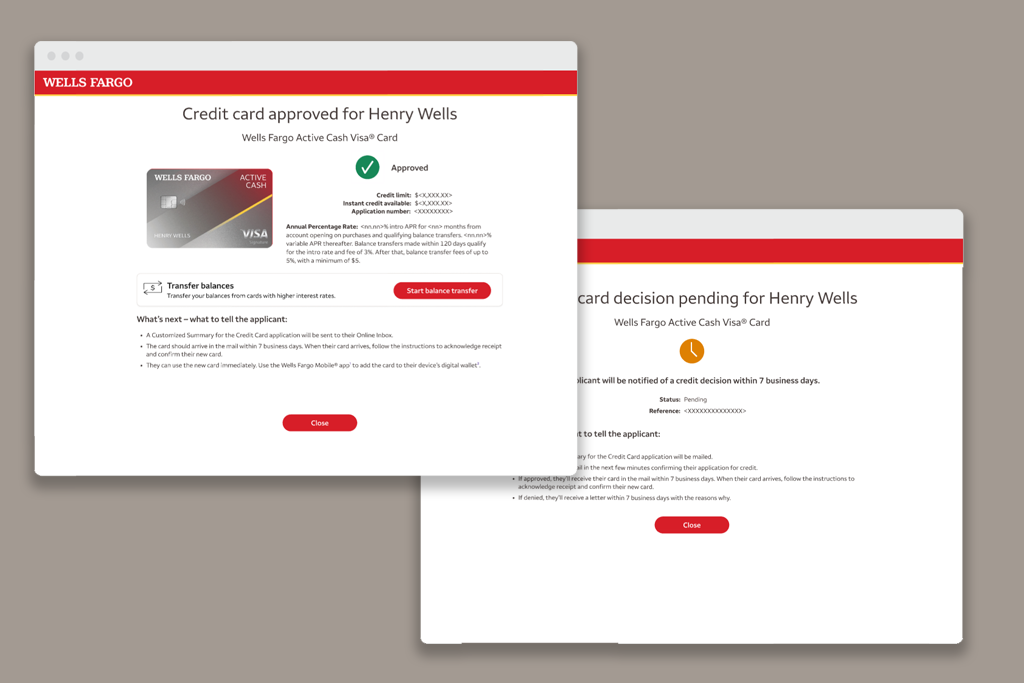 WELLS FARGO
Credit card approved for Henry Wells
Wells Fargo Active Cash Visa® Card
Approved
WELLS FARGO
ACTIVE
CASH
HENRY WELLS
VISA
Credit limit: $<X,XXX.XX>
Instant credit available: $<X,XXX.XX>
Application number: <XXXXXXXX>
Annual Percentage Rate: <nn.nn>% intro APR for <nn> months from
account opening on purchases and qualifying balance transfers. <nn.nn>%
variable APR thereafter. Balance transfers made within 120 days qualify
for the intro rate and fee of 3%. After that, balance transfer fees of up to
5%, with a minimum of $5.
Transfer balances
Transfer your balances from cards with higher interest rates.
Start balance transfer
What's next – what to tell the applicant:
• A Customized Summary for the Credit Card application will be sent to their Online Inbox.
• The card should arrive in the mail within 7 business days. When their card arrives, follow the instructions to acknowledge receipt
and confirm their new card.
• They can use the new card immediately. Use the Wells Fargo Mobile® app¹ to add the card to their device's digital wallet².
Close
card decision pending for Henry Wells
Wells Fargo Active Cash Visa® Card
licant will be notified of a credit decision within 7 business days.
Status: Pending
Reference: <XXXXXXXXXXXXXX>
t to tell the applicant:
ary for the Credit Card application will be mailed.
ail in the next few minutes confirming their application for credit.
• If approved, they'll receive their card in the mail within 7 business days. When their card arrives, follow the instructions to
acknowledge receipt and confirm their new card.
• If denied, they'll receive a letter within 7 business days with the reasons why.
Close